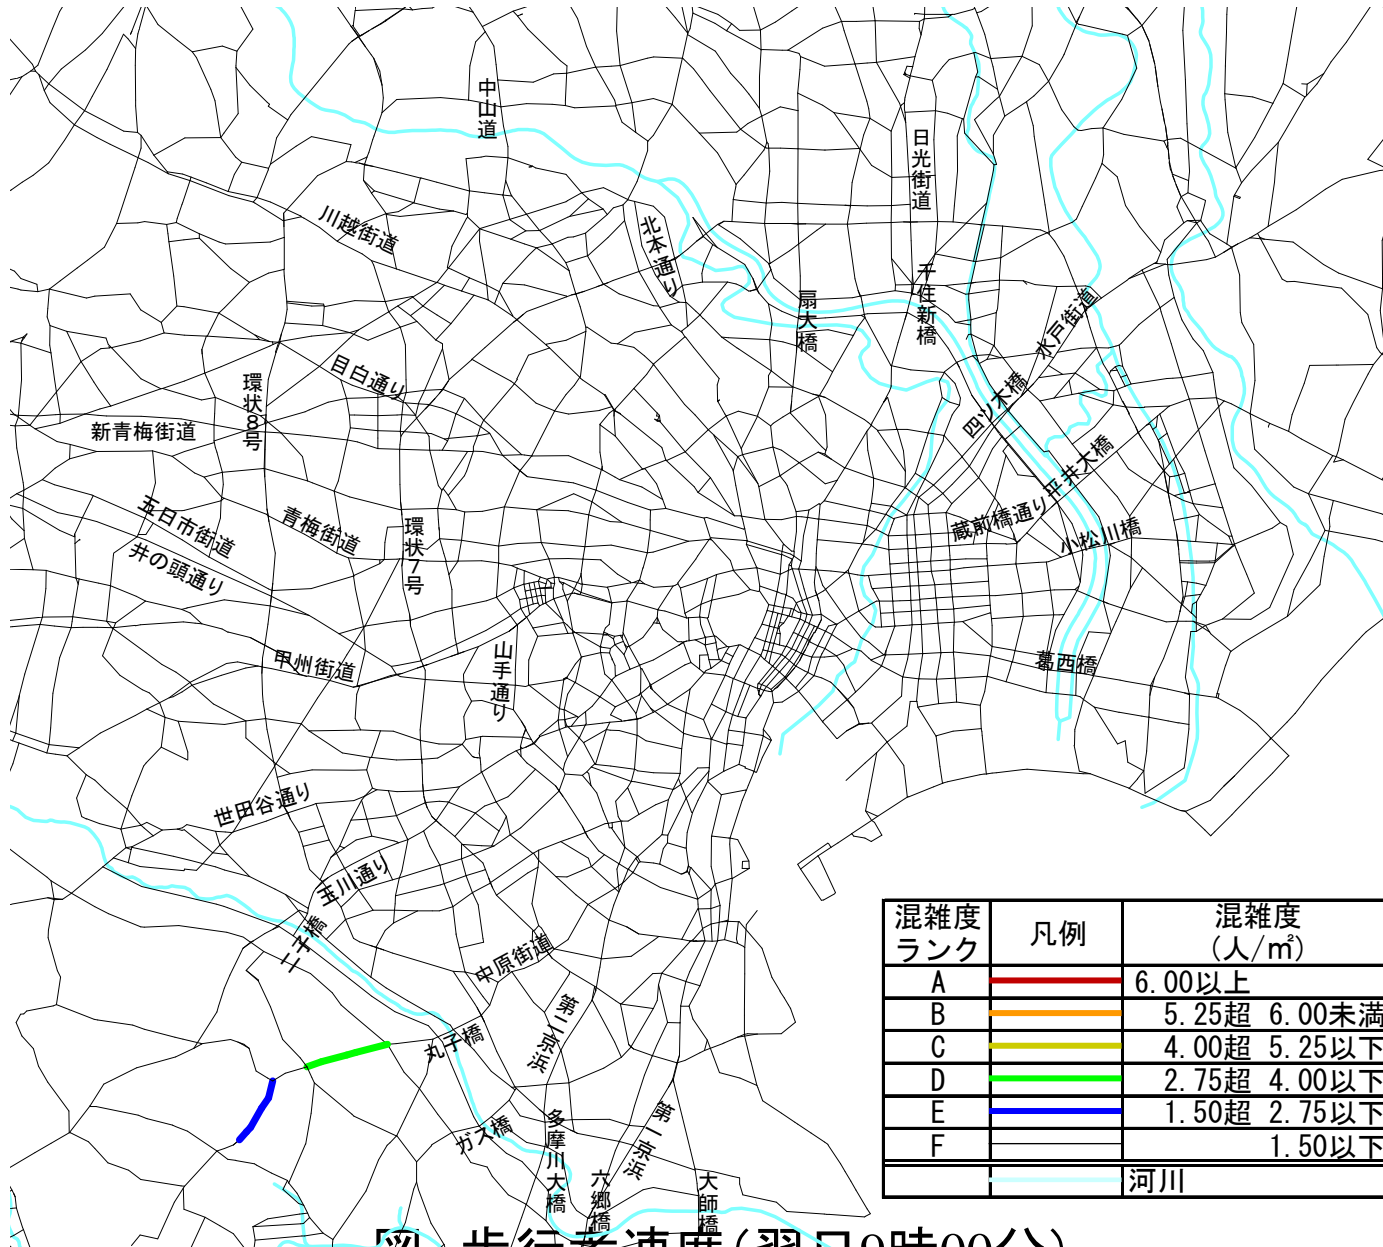 中山道
日光街道
川越街道
北本通り
千住新橋
扇大橋
水戸街道
目白通り
環状8号
四ツ木橋
新青梅街道
平井大橋
五日市街道
青梅街道
環状7号
蔵前橋通り
小松川橋
井の頭通り
甲州街道
山手通り
葛西橋
世田谷通り
玉川通り
二子橋
中原街道
第二京浜
丸子橋
ガス橋
多摩川大橋
第一京浜
六郷橋
大師橋
混雑度ランク 凡例 混雑度(人/㎡)
A 6.00以上
B 5.25超 6.00未満
C 4.00超 5.25以下
D 2.75超 4.00以下
E 1.50超 2.75以下
F 1.50以下
河川